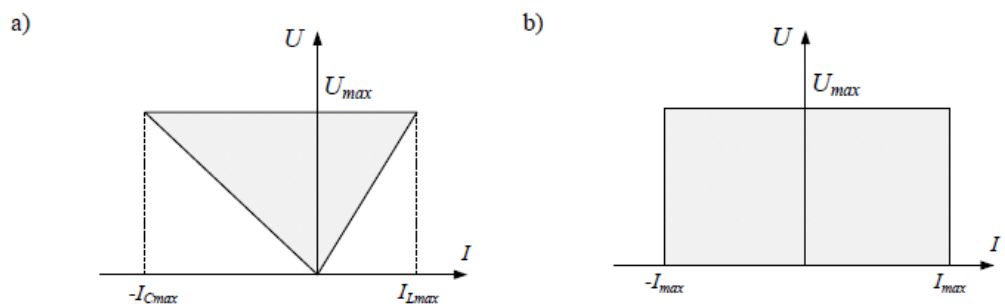 a)
U
U_max
I
-I_Cmax
I_Lmax
b)
U
U_max
I
-I_max
I_max